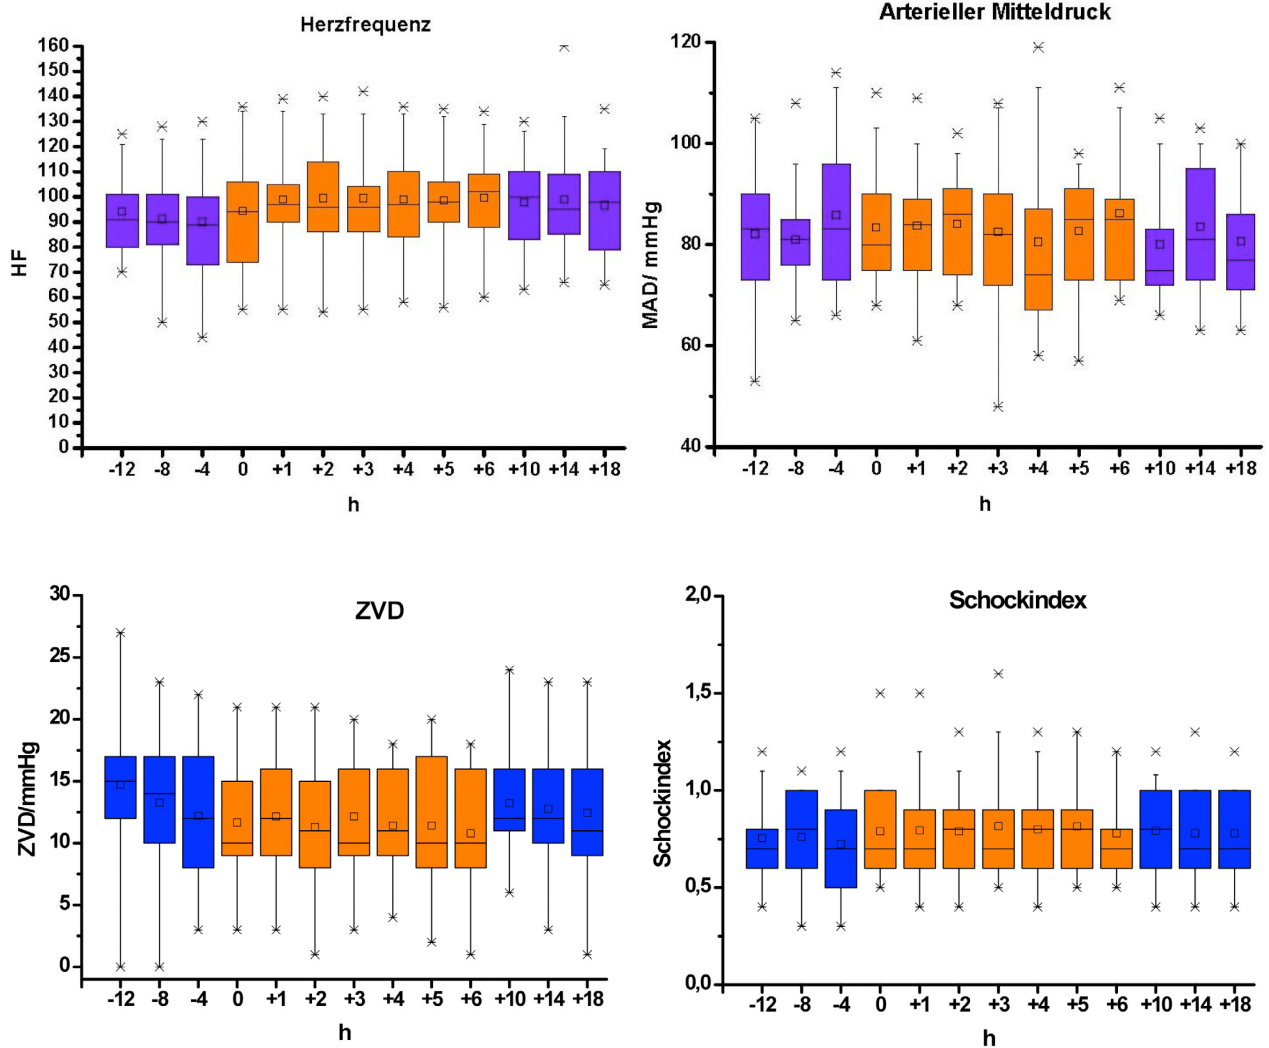 Herzfrequenz
160
150
140
130
120
110
100
90
80
70
60
50
40
30
20
10
0
HF
-12 -8 -4 0 +1 +2 +3 +4 +5 +6 +10 +14 +18
h
Arterieller Mitteldruck
120
100
80
60
40
MAD/ mmHg
-12 -8 -4 0 +1 +2 +3 +4 +5 +6 +10 +14 +18
h
ZVD
30
25
20
15
10
5
0
ZVD/mmHg
-12 -8 -4 0 +1 +2 +3 +4 +5 +6 +10 +14 +18
h
Schockindex
2,0
1,5
1,0
0,5
0,0
Schockindex
-12 -8 -4 0 +1 +2 +3 +4 +5 +6 +10 +14 +18
h